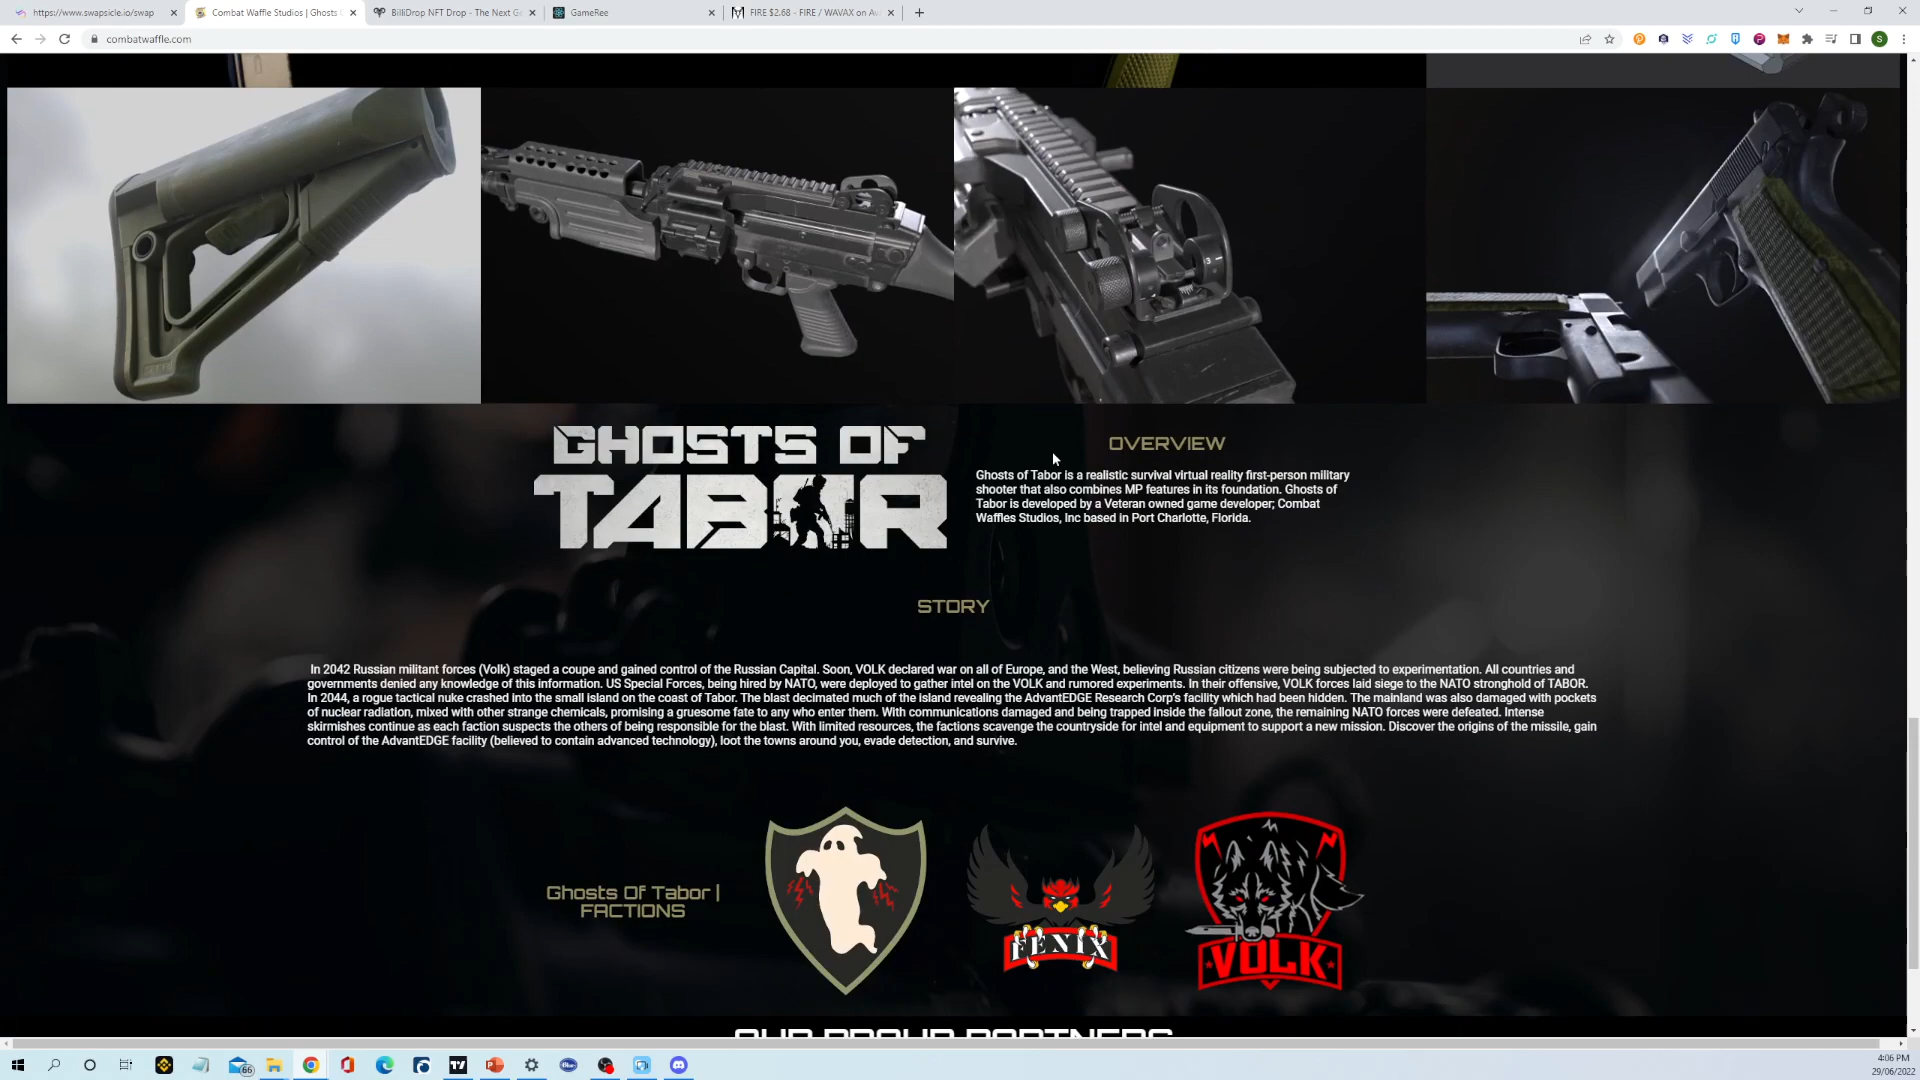 https://www.swapsicle.io/swap
Combat Waffle Studios | Ghosts
BilliDrop NFT Drop - The Next G
GameRee
FIRE $2.68 - FIRE / WAVAX on Av
combatwaffle.com
S
GHOSTS OF
TABOR
OVERVIEW
Ghosts of Tabor is a realistic survival virtual reality first-person military
shooter that also combines MP features in its foundation. Ghosts of
Tabor is developed by a Veteran owned game developer; Combat
Waffles Studios, Inc based in Port Charlotte, Florida.
STORY
In 2042 Russian militant forces (Volk) staged a coupe and gained control of the Russian Capital. Soon, VOLK declared war on all of Europe, and the West, believing Russian citizens were being subjected to experimentation. All countries and
governments denied any knowledge of this information. US Special Forces, being hired by NATO, were deployed to gather intel on the VOLK and rumored experiments. In their offensive, VOLK forces laid siege to the NATO stronghold of TABOR.
In 2044, a rogue tactical nuke crashed into the small island on the coast of Tabor. The blast decimated much of the island revealing the AdvantEDGE Research Corp's facility which had been hidden. The mainland was also damaged with pockets
of nuclear radiation, mixed with other strange chemicals, promising a gruesome fate to any who enter them. With communications damaged and being trapped inside the fallout zone, the remaining NATO forces were defeated. Intense
skirmishes continue as each faction suspects the others of being responsible for the blast. With limited resources, the factions scavenge the countryside for intel and equipment to support a new mission. Discover the origins of the missile, gain
control of the AdvantEDGE facility (believed to contain advanced technology), loot the towns around you, evade detection, and survive.
Ghosts Of Tabor |
FACTIONS
FENIX
VOLK
OUR PROUD PARTNERS
66
4:06 PM
29/06/2022